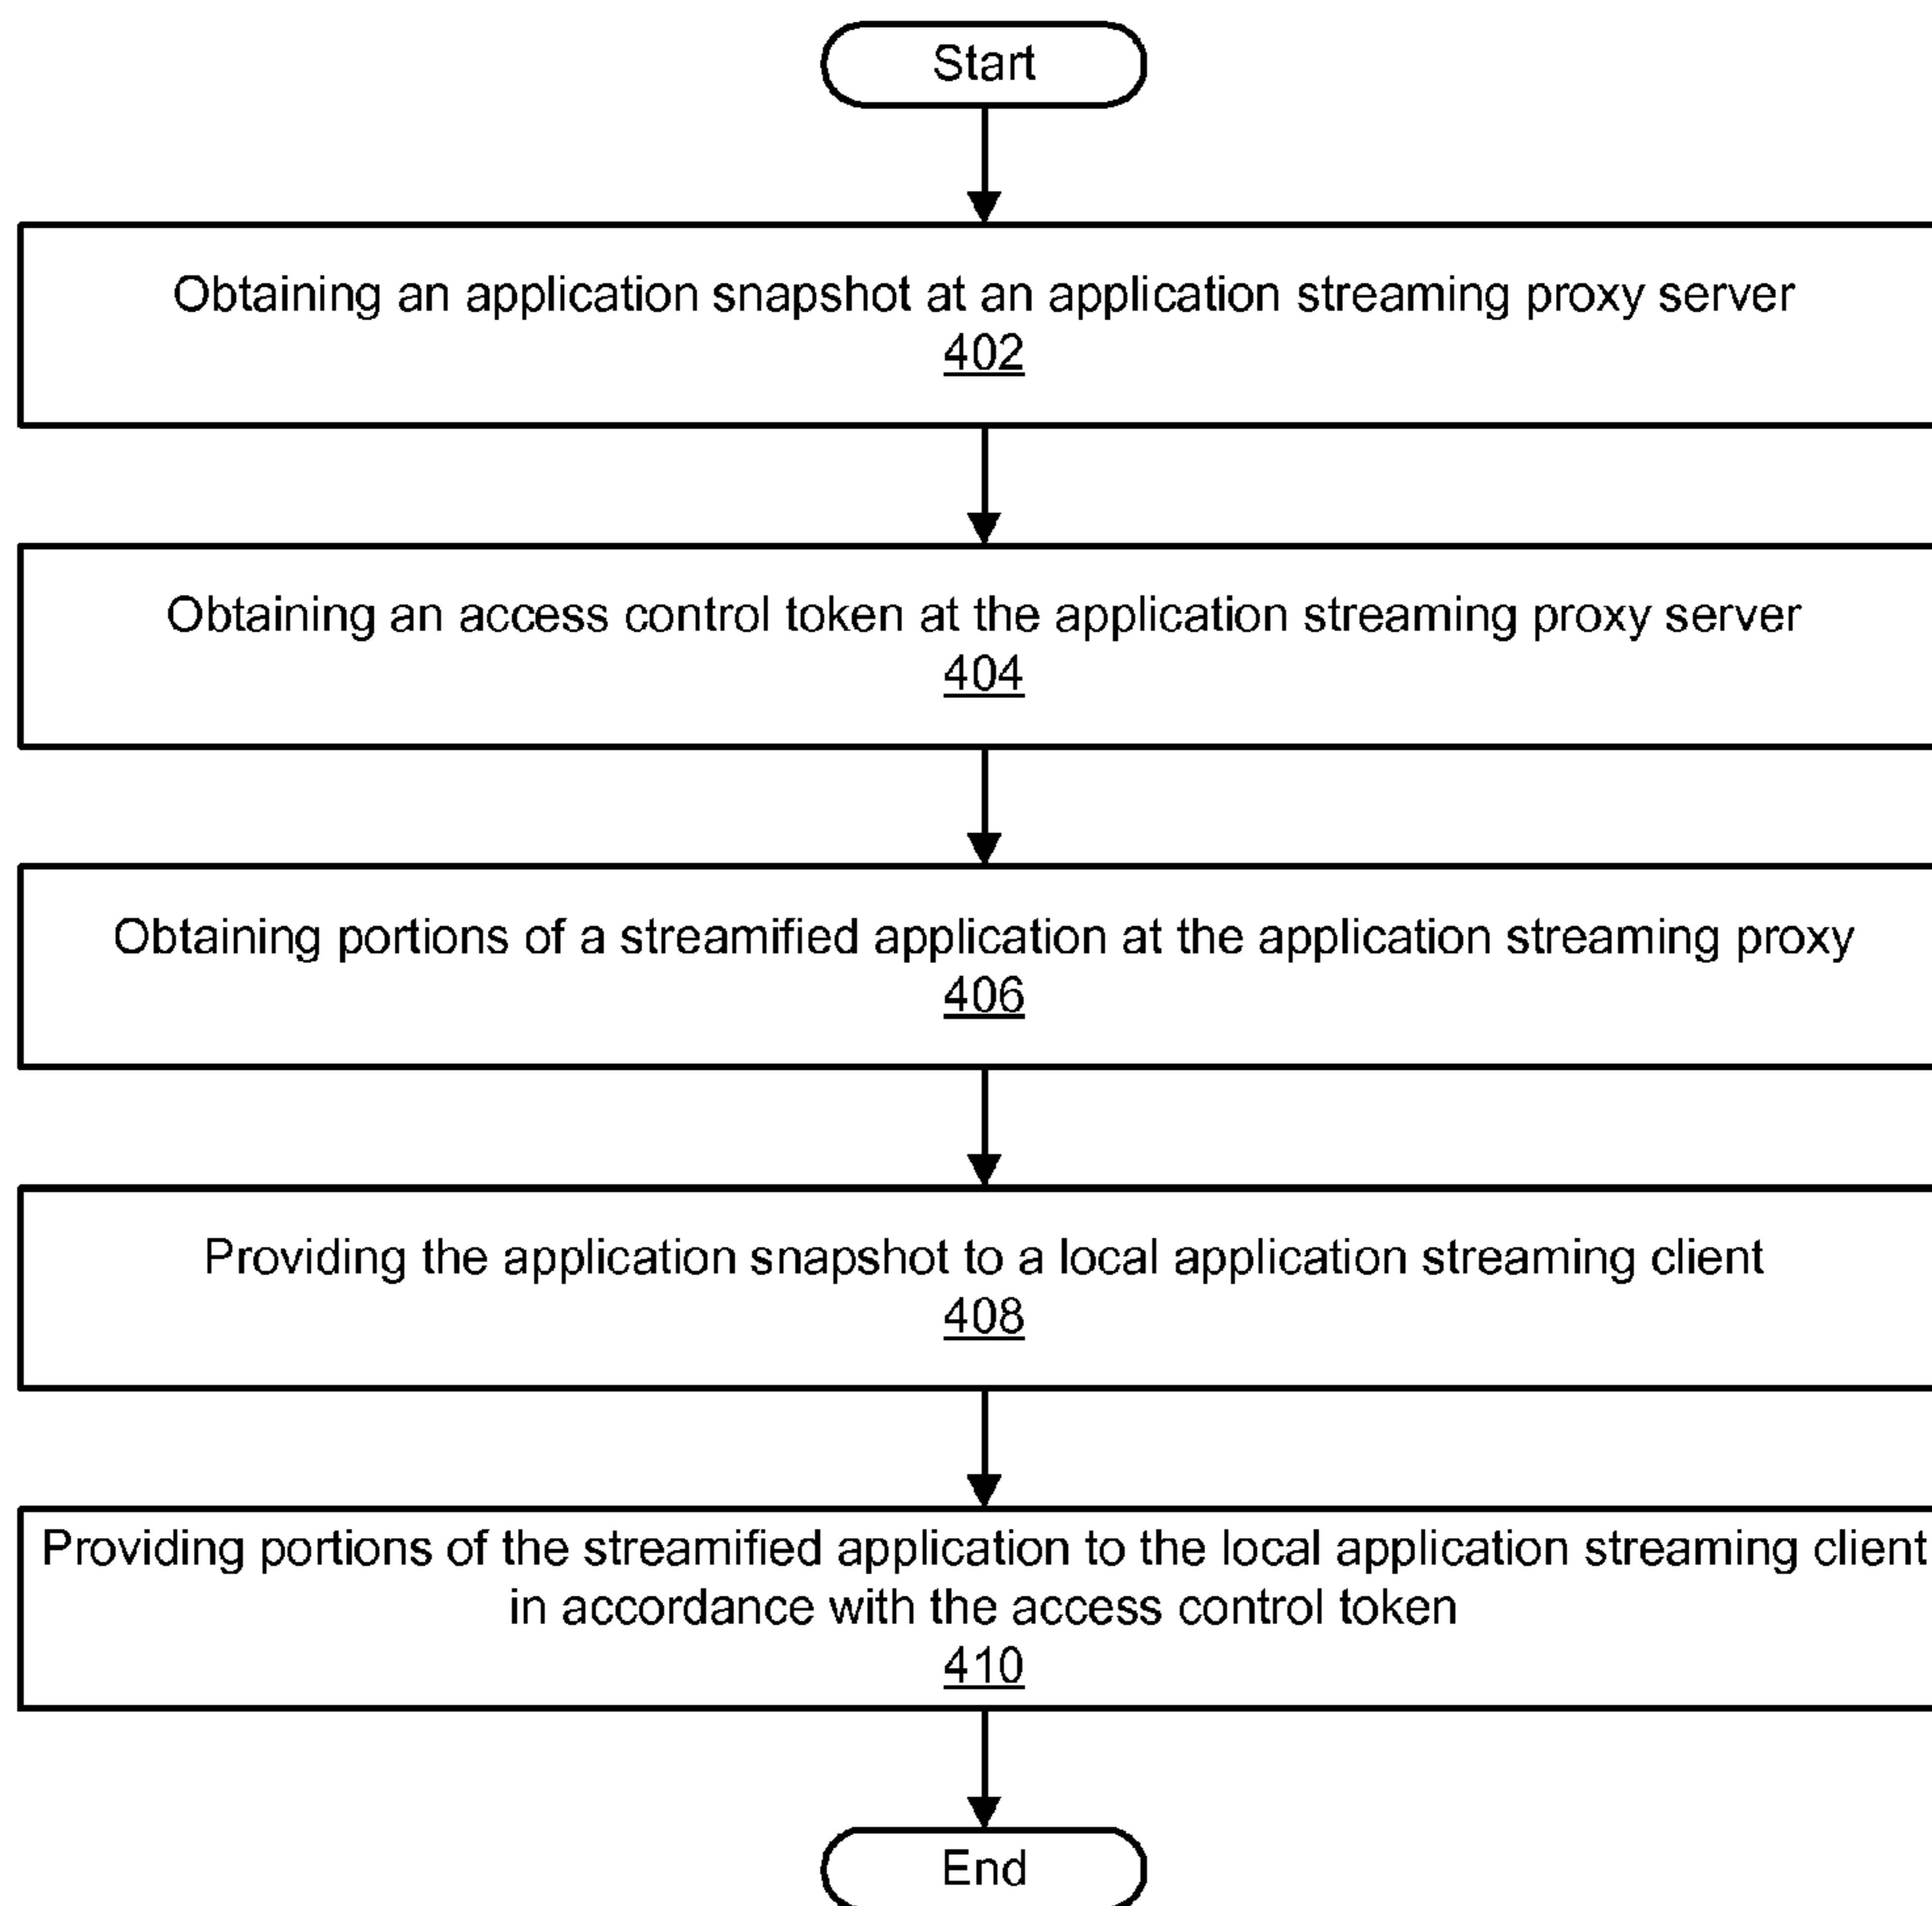 Start
Obtaining an application snapshot at an application streaming proxy server
402
Obtaining an access control token at the application streaming proxy server
404
Obtaining portions of a streamified application at the application streaming proxy
406
Providing the application snapshot to a local application streaming client
408
Providing portions of the streamified application to the local application streaming client
in accordance with the access control token
410
End